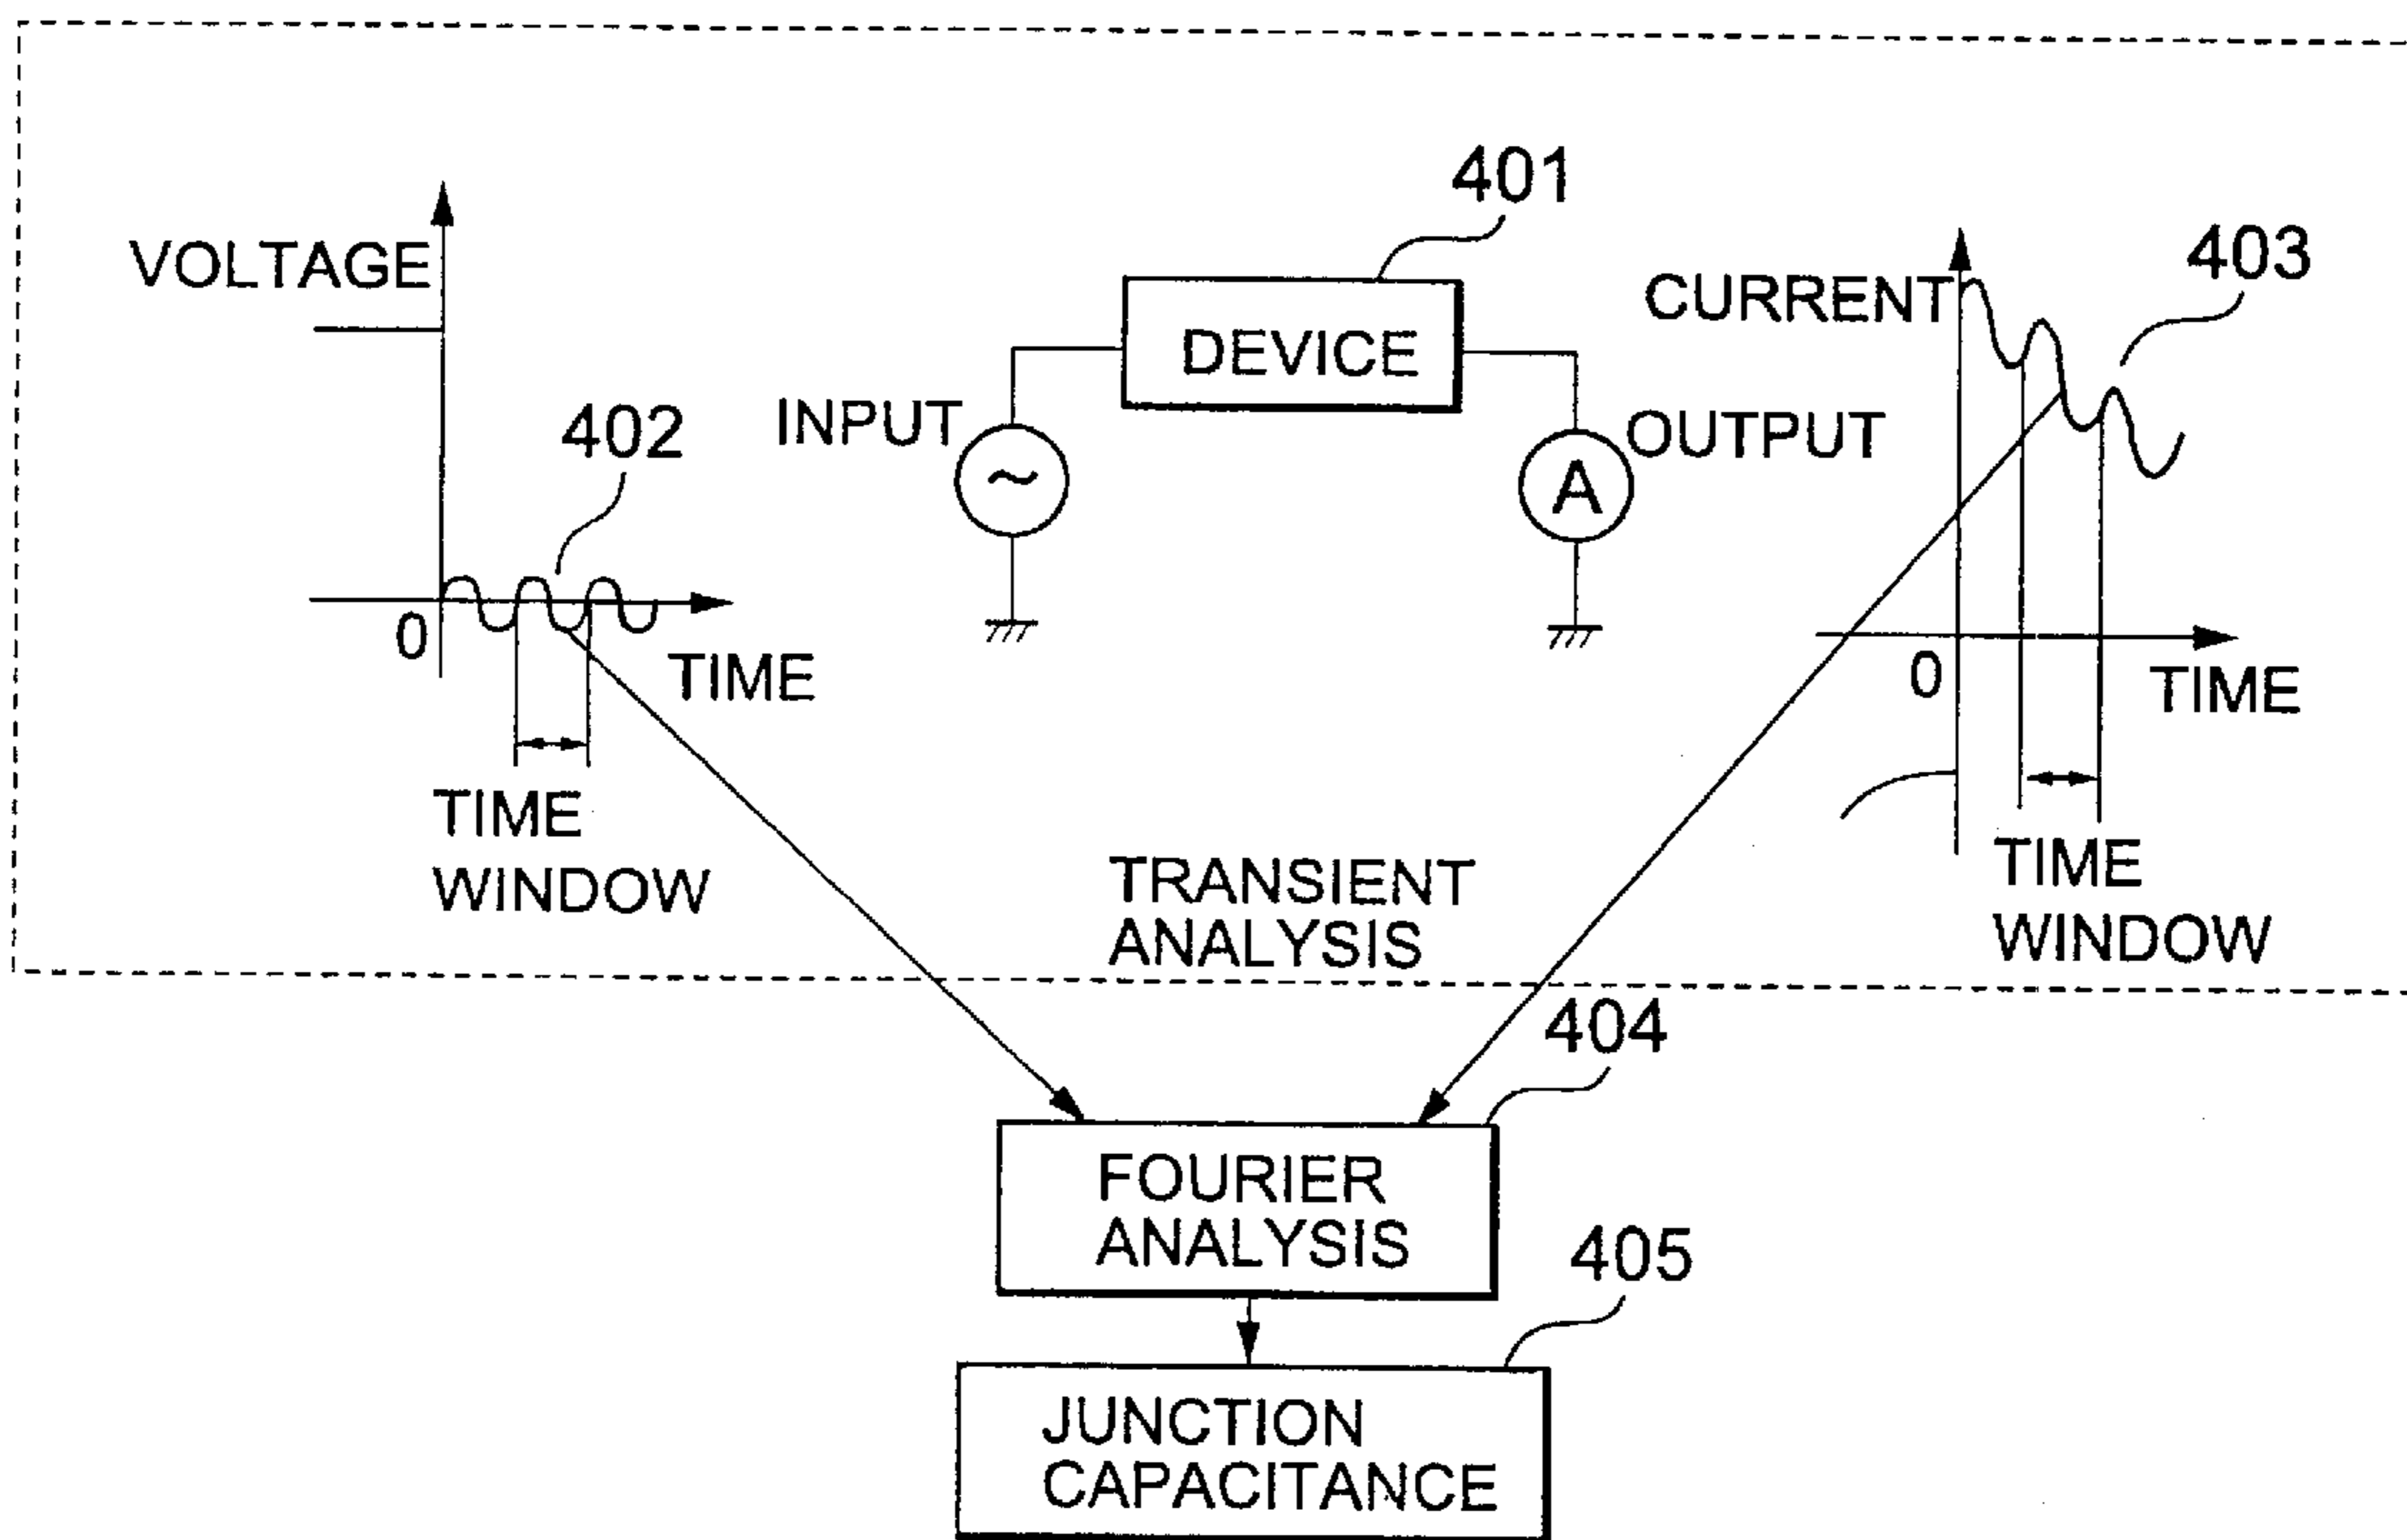 401
VOLTAGE
CURRENT
403
DEVICE
402
INPUT
OUTPUT
~
A
0
TIME
0
TIME
TIME
WINDOW
TIME
WINDOW
TRANSIENT
ANALYSIS
404
FOURIER
ANALYSIS
405
JUNCTION
CAPACITANCE